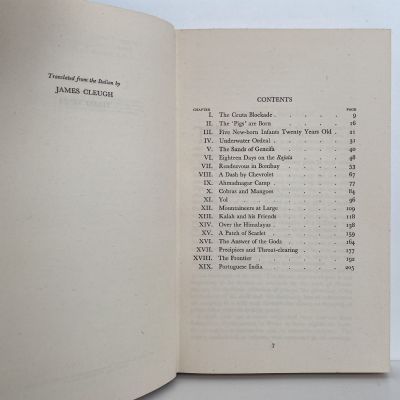 Translated from the Italian by
JAMES CLEUGH
CONTENTS
CHAPTER PAGE
I. The Ceuta Blockade 9
II. The 'Pigs' are Born 16
III. Five New-born Infants Twenty Years Old 21
IV. Underwater Ordeal 31
V. The Sands of Geneifa 40
VI. Eighteen Days on the Rajula 48
VII. Rendezvous in Bombay 53
VIII. A Dash by Chevrolet 67
IX. Ahmadnagar Camp 77
X. Cobras and Mangoes 84
XI. Yol 96
XII. Mountaineers at Large 109
XIII. Kalah and his Friends 118
XIV. Over the Himalayas 138
XV. A Patch of Scarlet 159
XVI. The Answer of the Gods 164
XVII. Precipices and Throat-clearing 177
XVIII. The Frontier 192
XIX. Portuguese India 205
7